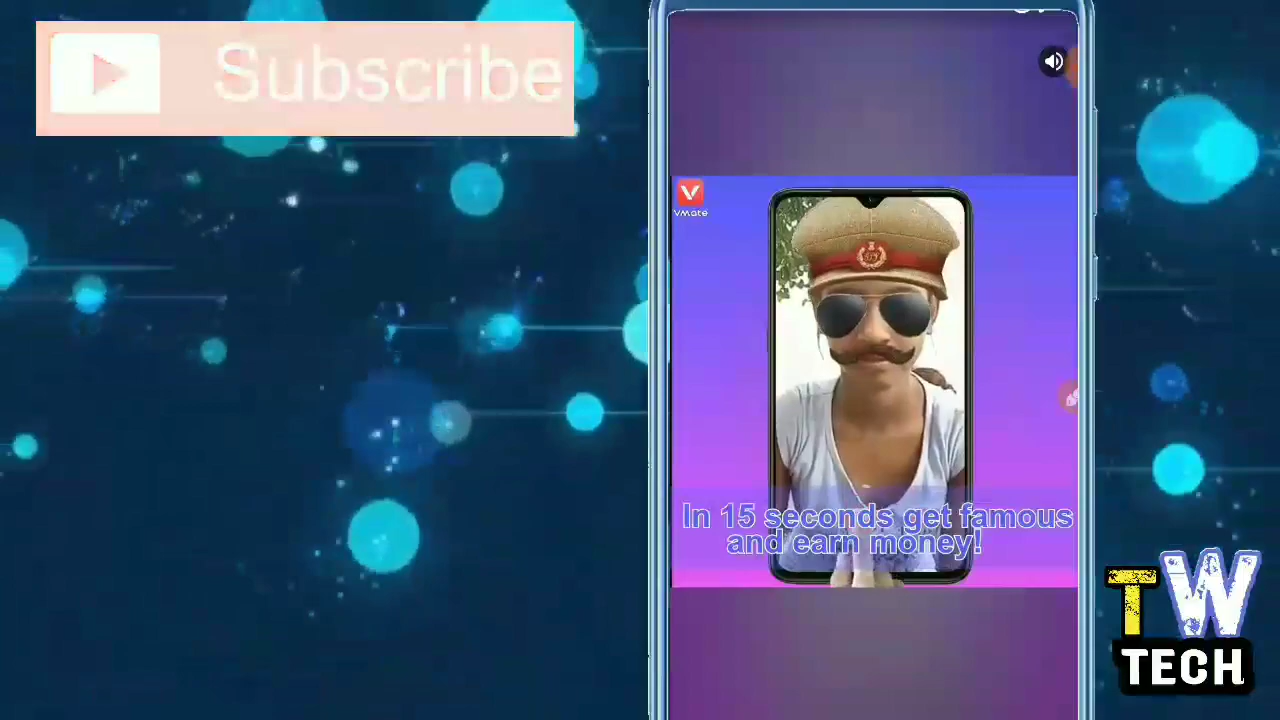 Subscribe
VMate
In 15 seconds get famous
and earn money!
TW
TECH